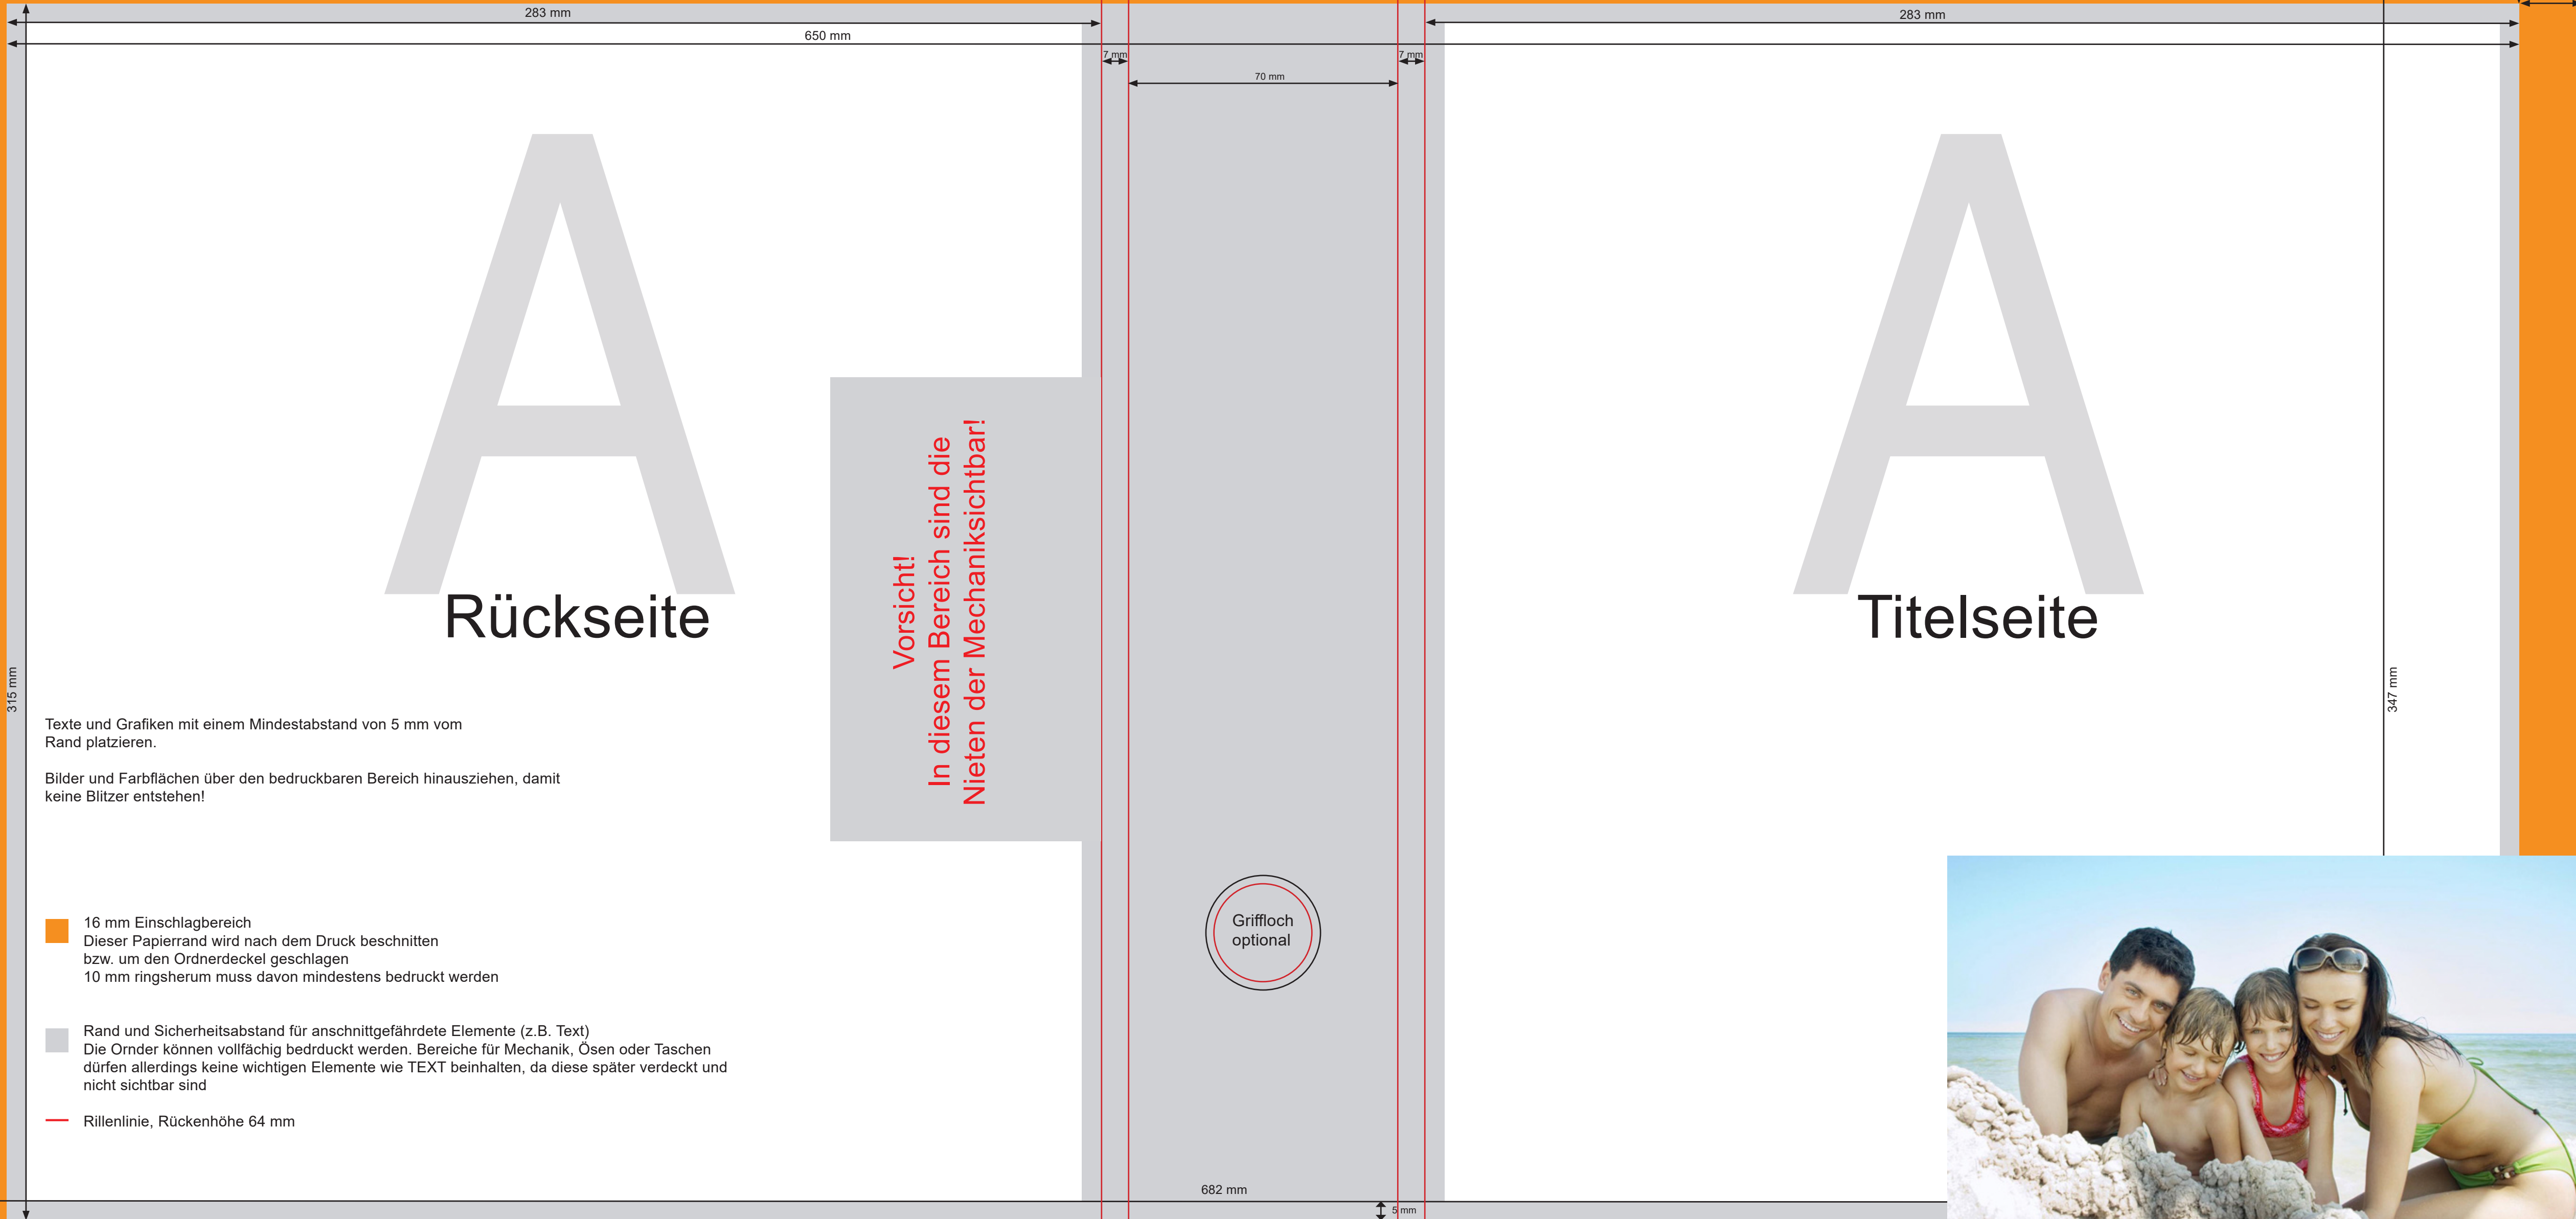 283 mm
283 mm
650 mm
7 mm
7 mm
70 mm
A
A
Rückseite
Titelseite
Vorsicht!
In diesem Bereich sind die
Nieten der Mechaniksichtbar!
315 mm
347 mm
Texte und Grafiken mit einem Mindestabstand von 5 mm vom
Rand platzieren.
Bilder und Farbflächen über den bedruckbaren Bereich hinausziehen, damit
keine Blitzer entstehen!
Griffloch
optional
16 mm Einschlagbereich
Dieser Papierrand wird nach dem Druck beschnitten
bzw. um den Ordnerdeckel geschlagen
10 mm ringsherum muss davon mindestens bedruckt werden
Rand und Sicherheitsabstand für anschnittgefährdete Elemente (z.B. Text)
Die Ornder können vollfächig bedrduckt werden. Bereiche für Mechanik, Ösen oder Taschen
dürfen allerdings keine wichtigen Elemente wie TEXT beinhalten, da diese später verdeckt und
nicht sichtbar sind
Rillenlinie, Rückenhöhe 64 mm
682 mm
5 mm